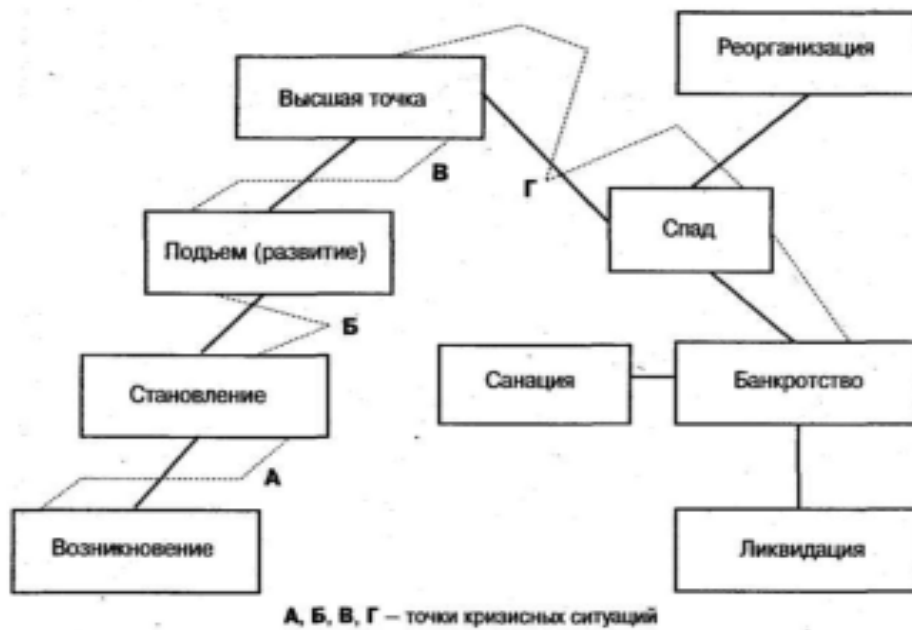 Реорганизация
Высшая точка
В
Г
Спад
Подъем (развитие)
Б
Становление
Санация
Банкротство
А
Возникновение
Ликвидация
А, Б, В, Г – точки кризисных ситуаций